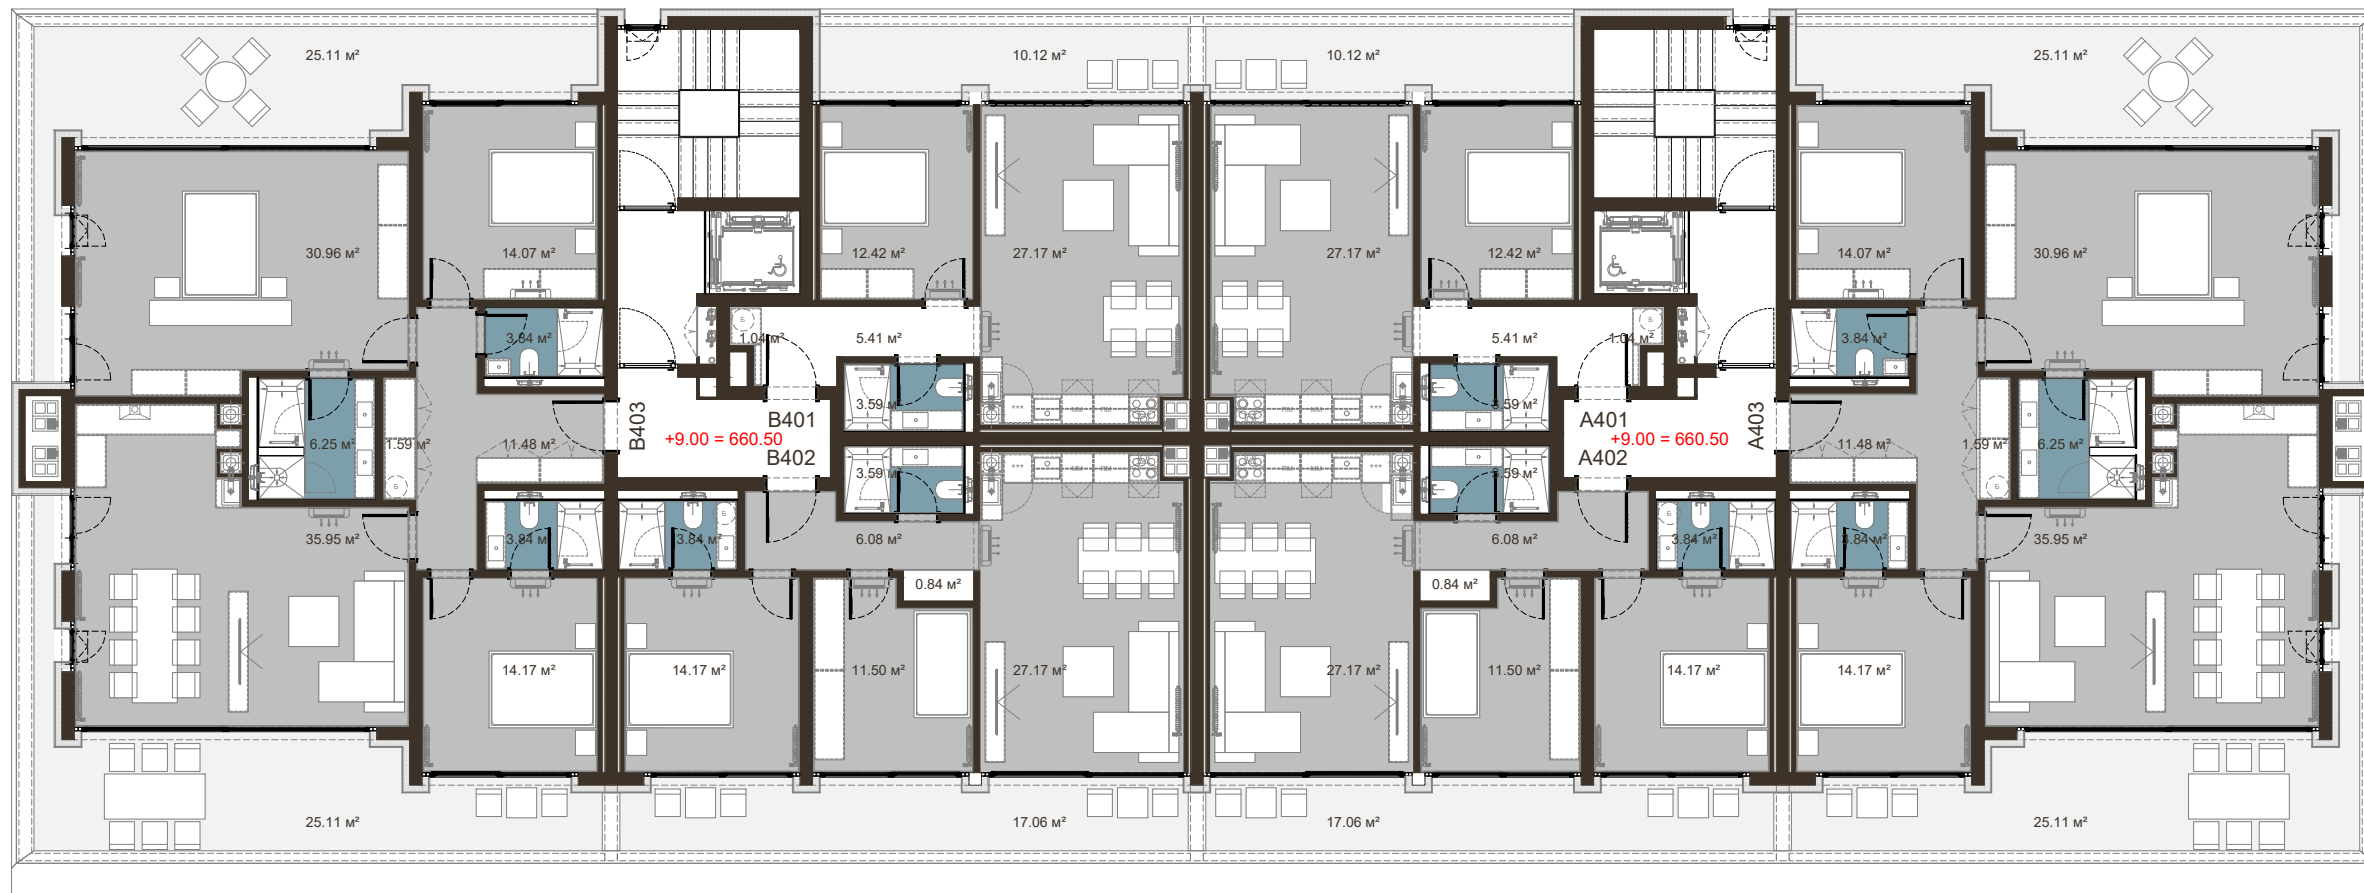 25.11 м²
10.12 м²
10.12 м²
25.11 м²
30.96 м²
14.07 м²
12.42 м²
27.17 м²
27.17 м²
12.42 м²
14.07 м²
30.96 м²
3.84 м²
Б
1.04 м²
5.41 м²
5.41 м²
Б
1.04 м²
3.84 м²
3.59 м²
3.59 м²
B401
A401
6.25 м²
1.59 м²
11.48 м²
B403
+9.00 = 660.50
+9.00 = 660.50
A403
11.48 м²
1.59 м²
6.25 м²
B402
A402
3.59 м²
3.59 м²
Б
Б
35.95 м²
3.84 м²
3.84 м²
Б
6.08 м²
6.08 м²
Б
3.84 м²
3.84 м²
35.95 м²
0.84 м²
0.84 м²
14.17 м²
14.17 м²
11.50 м²
27.17 м²
27.17 м²
11.50 м²
14.17 м²
14.17 м²
25.11 м²
17.06 м²
17.06 м²
25.11 м²